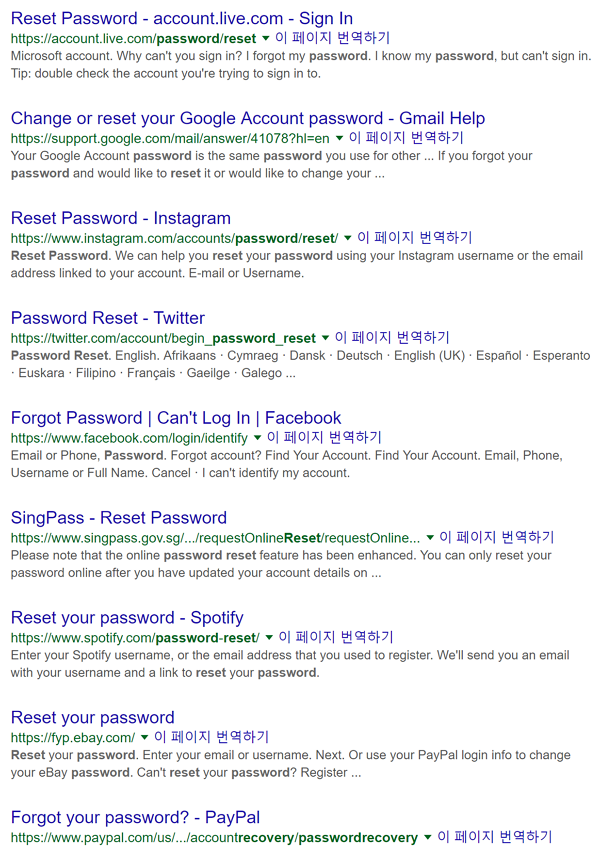 Reset Password - account.live.com - Sign In
https://account.live.com/password/reset ▼ 이 페이지 번역하기
Microsoft account. Why can't you sign in? I forgot my password. I know my password, but can't sign in.
Tip: double check the account you're trying to sign in to.
Change or reset your Google Account password - Gmail Help
https://support.google.com/mail/answer/41078?hl=en ▼ 이 페이지 번역하기
Your Google Account password is the same password you use for other ... If you forgot your
password and would like to reset it or would like to change your ...
Reset Password - Instagram
https://www.instagram.com/accounts/password/reset/ ▼ 이 페이지 번역하기
Reset Password. We can help you reset your password using your Instagram username or the email
address linked to your account. E-mail or Username.
Password Reset - Twitter
https://twitter.com/account/begin_password_reset ▼ 이 페이지 번역하기
Password Reset. English. Afrikaans · Cymraeg · Dansk · Deutsch · English (UK) · Español · Esperanto
· Euskara · Filipino · Français · Gaeilge · Galego ...
Forgot Password | Can't Log In | Facebook
https://www.facebook.com/login/identify ▼ 이 페이지 번역하기
Email or Phone, Password. Forgot account? Find Your Account. Find Your Account. Email, Phone,
Username or Full Name. Cancel · I can't identify my account.
SingPass - Reset Password
https://www.singpass.gov.sg/.../requestOnlineReset/requestOnline... ▼ 이 페이지 번역하기
Please note that the online password reset feature has been enhanced. You can only reset your
password online after you have updated your account details on ...
Reset your password - Spotify
https://www.spotify.com/password-reset/ ▼ 이 페이지 번역하기
Enter your Spotify username, or the email address that you used to register. We'll send you an email
with your username and a link to reset your password.
Reset your password
https://fyp.ebay.com/ ▼ 이 페이지 번역하기
Reset your password. Enter your email or username. Next. Or use your PayPal login info to change
your eBay password. Can't reset your password? Register ...
Forgot your password? - PayPal
https://www.paypal.com/us/.../accountrecovery/passwordrecovery ▼ 이 페이지 번역하기